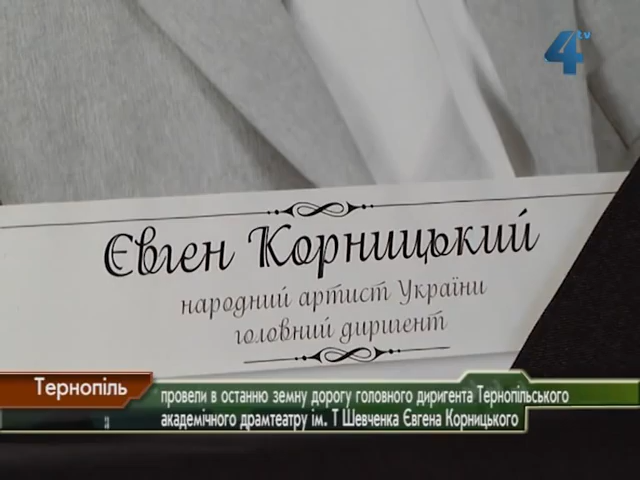 4 TV
Євген Корницький
народний артист України
головний диригент
Тернопіль
провели в останню земну дорогу головного диригента Тернопільського
академічного драмтеатру ім. Т Шевченка Євгена Корницького